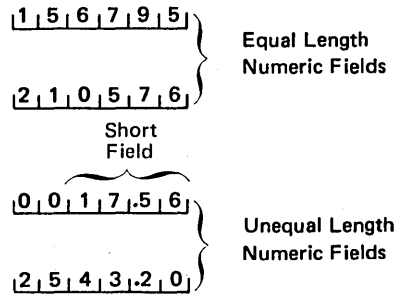 1 5 6 7 9 5
Equal Length
Numeric Fields
2 1 0 5 7 6
Short
Field
0 0 1 7 .5 6
Unequal Length
Numeric Fields
2 5 4 3 .2 0